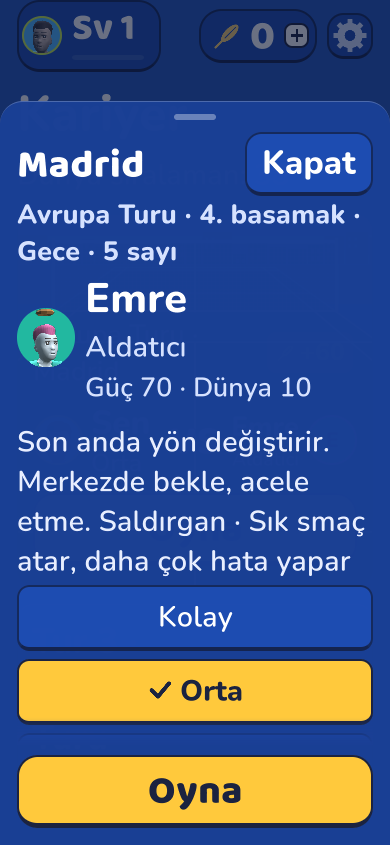 Sv 1
0
Kariyer
Madrid
Kapat
Avrupa Turu · 4. basamak ·
Gece · 5 sayı
Emre
Aldatıcı
Güç 70 · Dünya 10
Son anda yön değiştirir.
Merkezde bekle, acele
etme. Saldırgan · Sık smaç
atar, daha çok hata yapar
Kolay
✓ Orta
Oyna